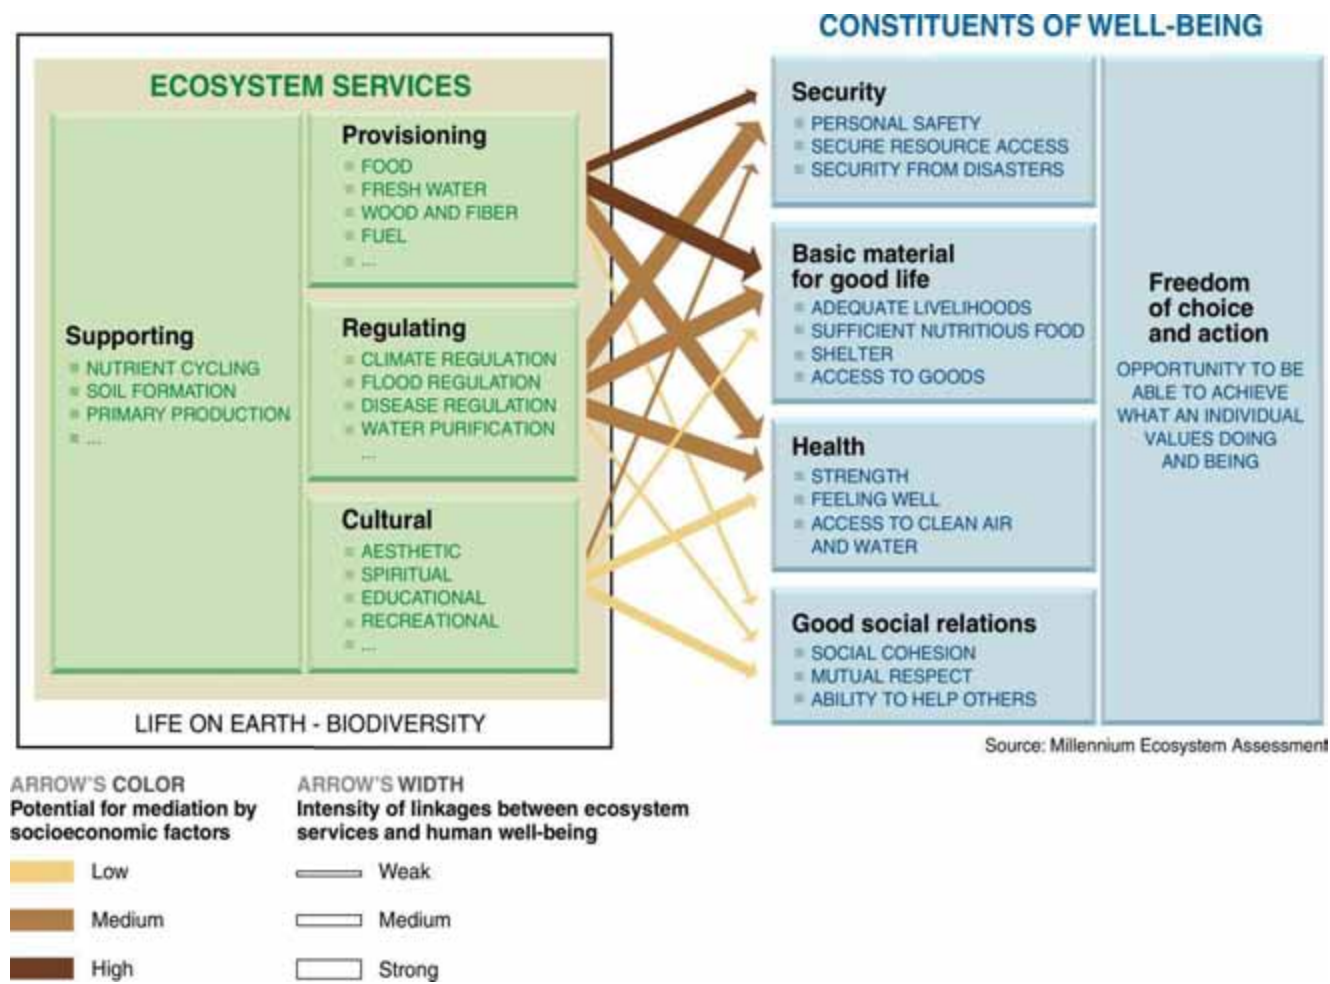 CONSTITUENTS OF WELL-BEING
ECOSYSTEM SERVICES
Supporting
NUTRIENT CYCLING
SOIL FORMATION
PRIMARY PRODUCTION
...
Provisioning
FOOD
FRESH WATER
WOOD AND FIBER
FUEL
...
Regulating
CLIMATE REGULATION
FLOOD REGULATION
DISEASE REGULATION
WATER PURIFICATION
...
Cultural
AESTHETIC
SPIRITUAL
EDUCATIONAL
RECREATIONAL
...
LIFE ON EARTH - BIODIVERSITY
Security
PERSONAL SAFETY
SECURE RESOURCE ACCESS
SECURITY FROM DISASTERS
Basic material
for good life
ADEQUATE LIVELIHOODS
SUFFICIENT NUTRITIOUS FOOD
SHELTER
ACCESS TO GOODS
Health
STRENGTH
FEELING WELL
ACCESS TO CLEAN AIR
AND WATER
Good social relations
SOCIAL COHESION
MUTUAL RESPECT
ABILITY TO HELP OTHERS
Freedom
of choice
and action
OPPORTUNITY TO BE
ABLE TO ACHIEVE
WHAT AN INDIVIDUAL
VALUES DOING
AND BEING
Source: Millennium Ecosystem Assessment
ARROW'S COLOR
Potential for mediation by
socioeconomic factors
Low
Medium
High
ARROW'S WIDTH
Intensity of linkages between ecosystem
services and human well-being
Weak
Medium
Strong